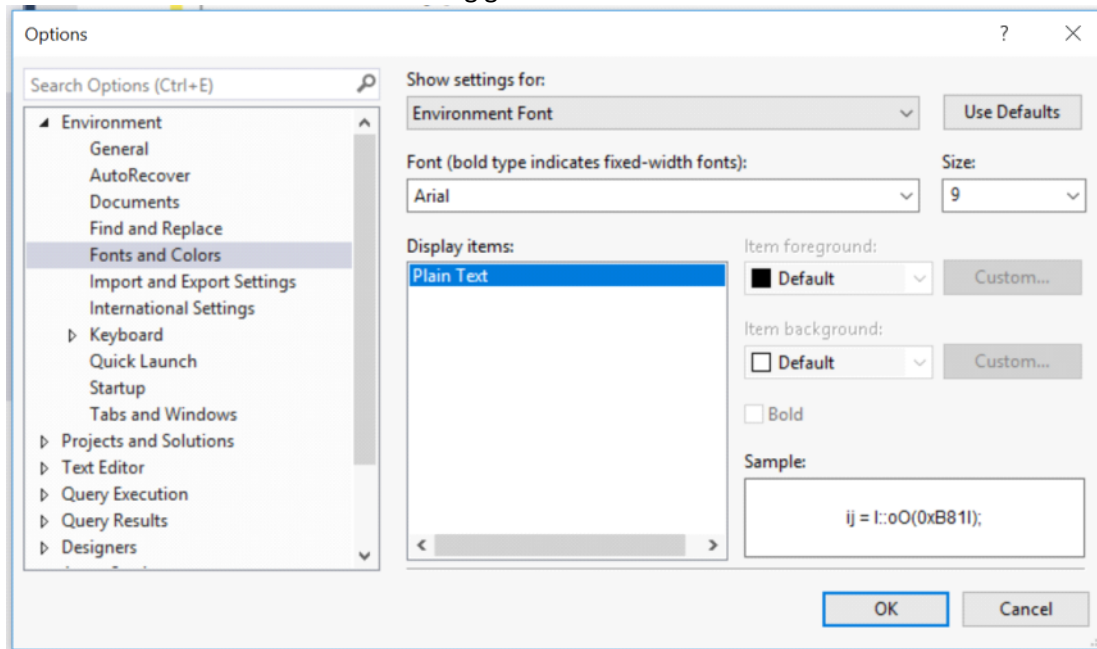 Options
Search Options (Ctrl+E)
Environment
General
AutoRecover
Documents
Find and Replace
Fonts and Colors
Import and Export Settings
International Settings
Keyboard
Quick Launch
Startup
Tabs and Windows
Projects and Solutions
Text Editor
Query Execution
Query Results
Designers
Show settings for:
Environment Font
Use Defaults
Font (bold type indicates fixed-width fonts):
Size:
Arial
9
Display items:
Plain Text
Item foreground:
Default
Custom...
Item background:
Default
Custom...
Bold
Sample:
ij = I::oO(0xB81l);
OK
Cancel